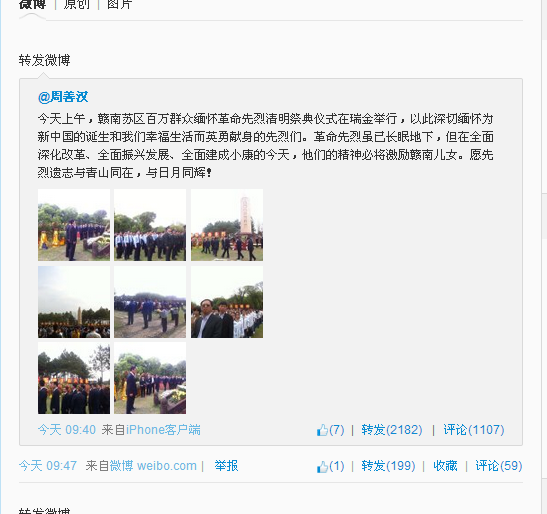 微博 | 原创 | 图片
转发微博
@周善汉
今天上午，赣南苏区百万群众缅怀革命先烈清明祭典仪式在瑞金举行，以此深切缅怀为
新中国的诞生和我们幸福生活而英勇献身的先烈们。革命先烈虽已长眠地下，但在全面
深化改革、全面振兴发展、全面建成小康的今天，他们的精神必将激励赣南儿女。愿先
烈遗志与青山同在，与日月同辉！
今天 09:40 来自iPhone客户端 (7) | 转发(2182) | 评论(1107)
今天 09:47 来自微博 weibo.com | 举报 (1) | 转发(199) | 收藏 | 评论(59)
转发微博